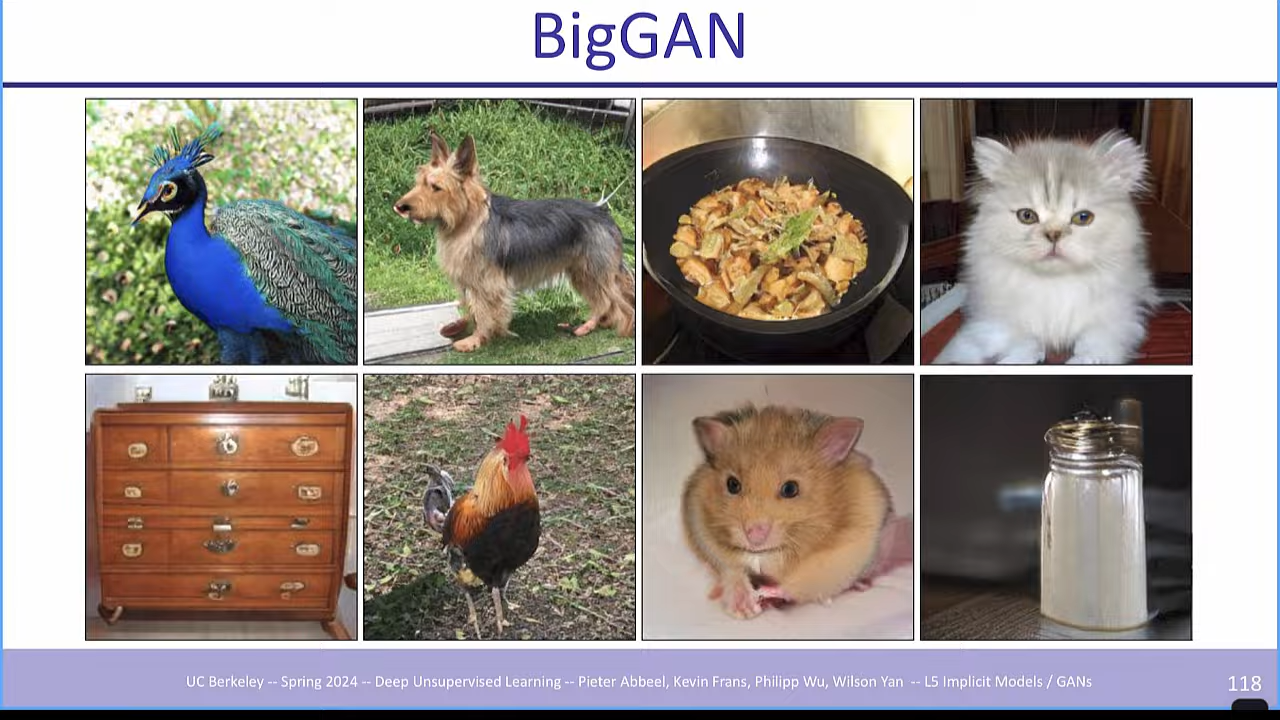 BigGAN
UC Berkeley -- Spring 2024 -- Deep Unsupervised Learning -- Pieter Abbeel, Kevin Frans, Philipp Wu, Wilson Yan -- L5 Implicit Models / GANs
118